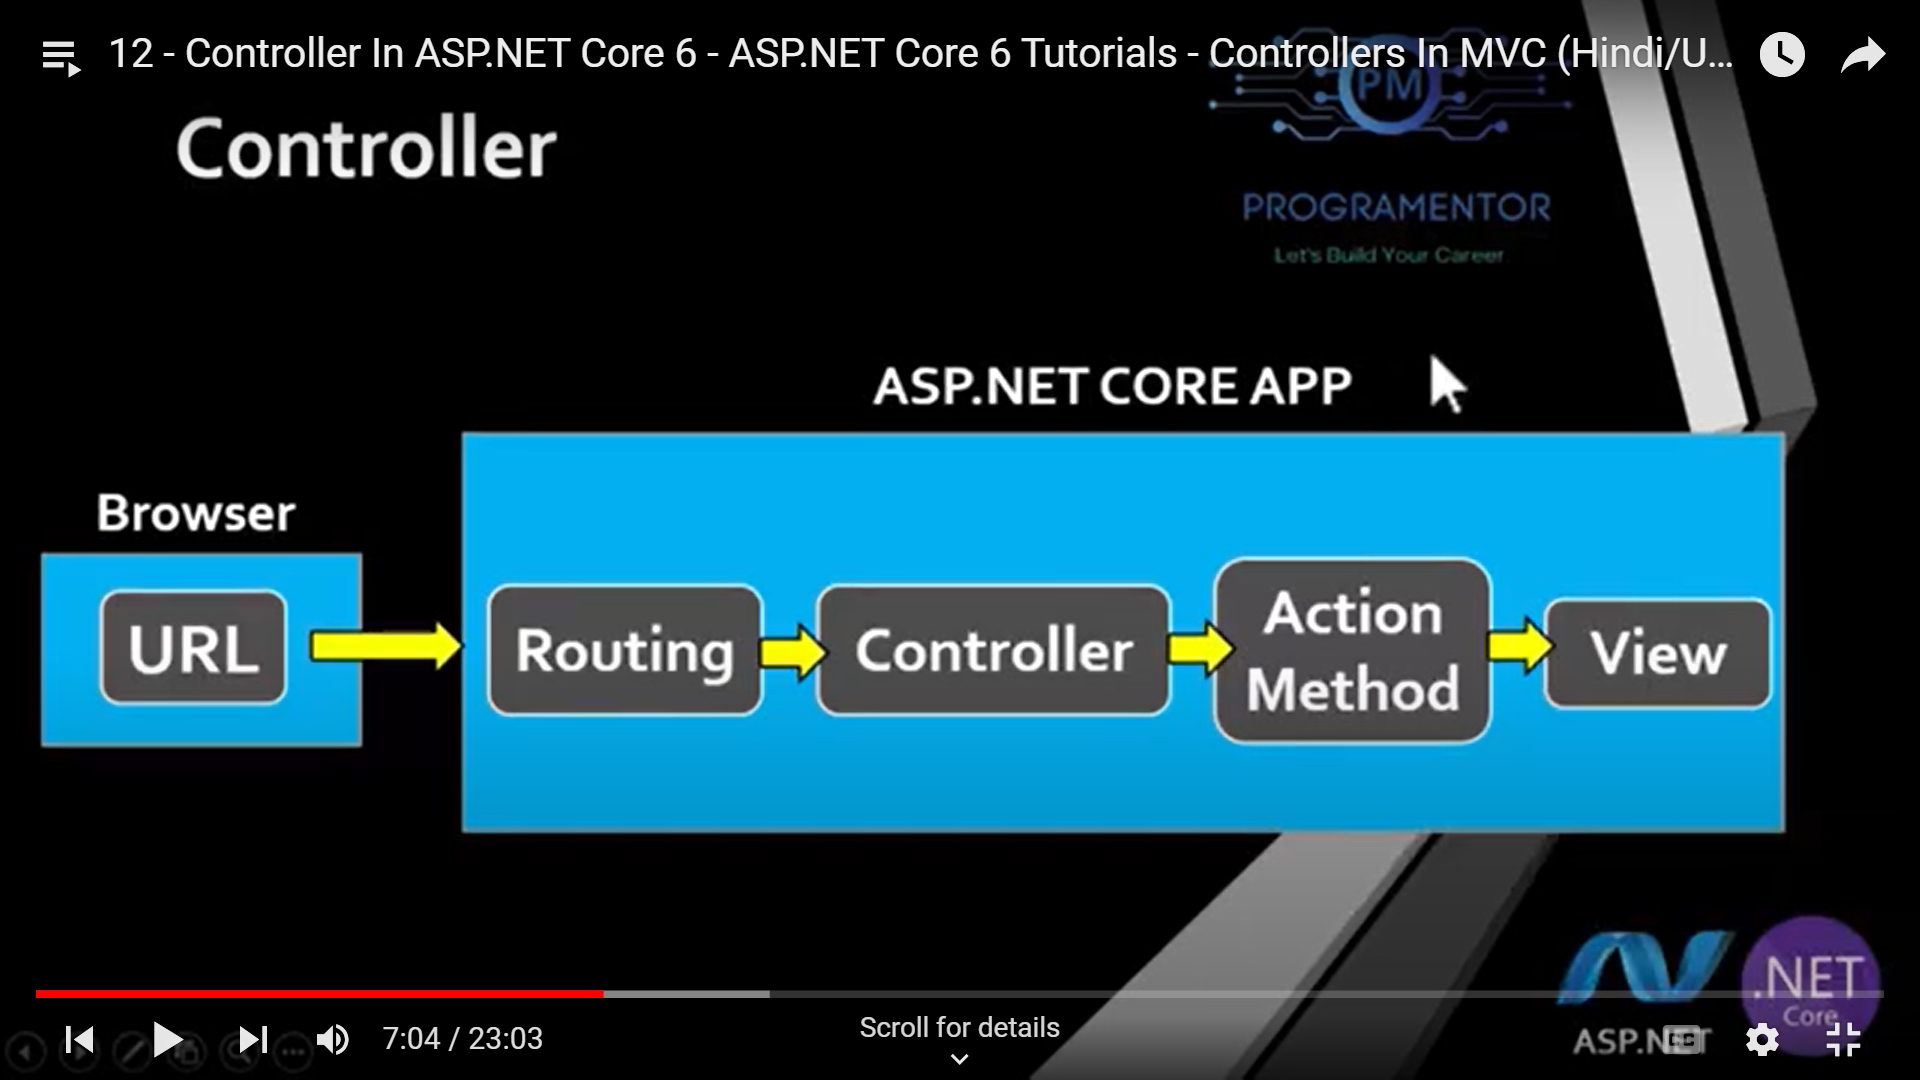 12 - Controller In ASP.NET Core 6 - ASP.NET Core 6 Tutorials - Controllers In MVC (Hindi/U...
PM
Controller
PROGRAMENTOR
Let's Build Your Career
ASP.NET CORE APP
Browser
URL
Routing
Controller
Action
Method
View
.NET
Core
7:04 / 23:03
Scroll for details
ASP.NET